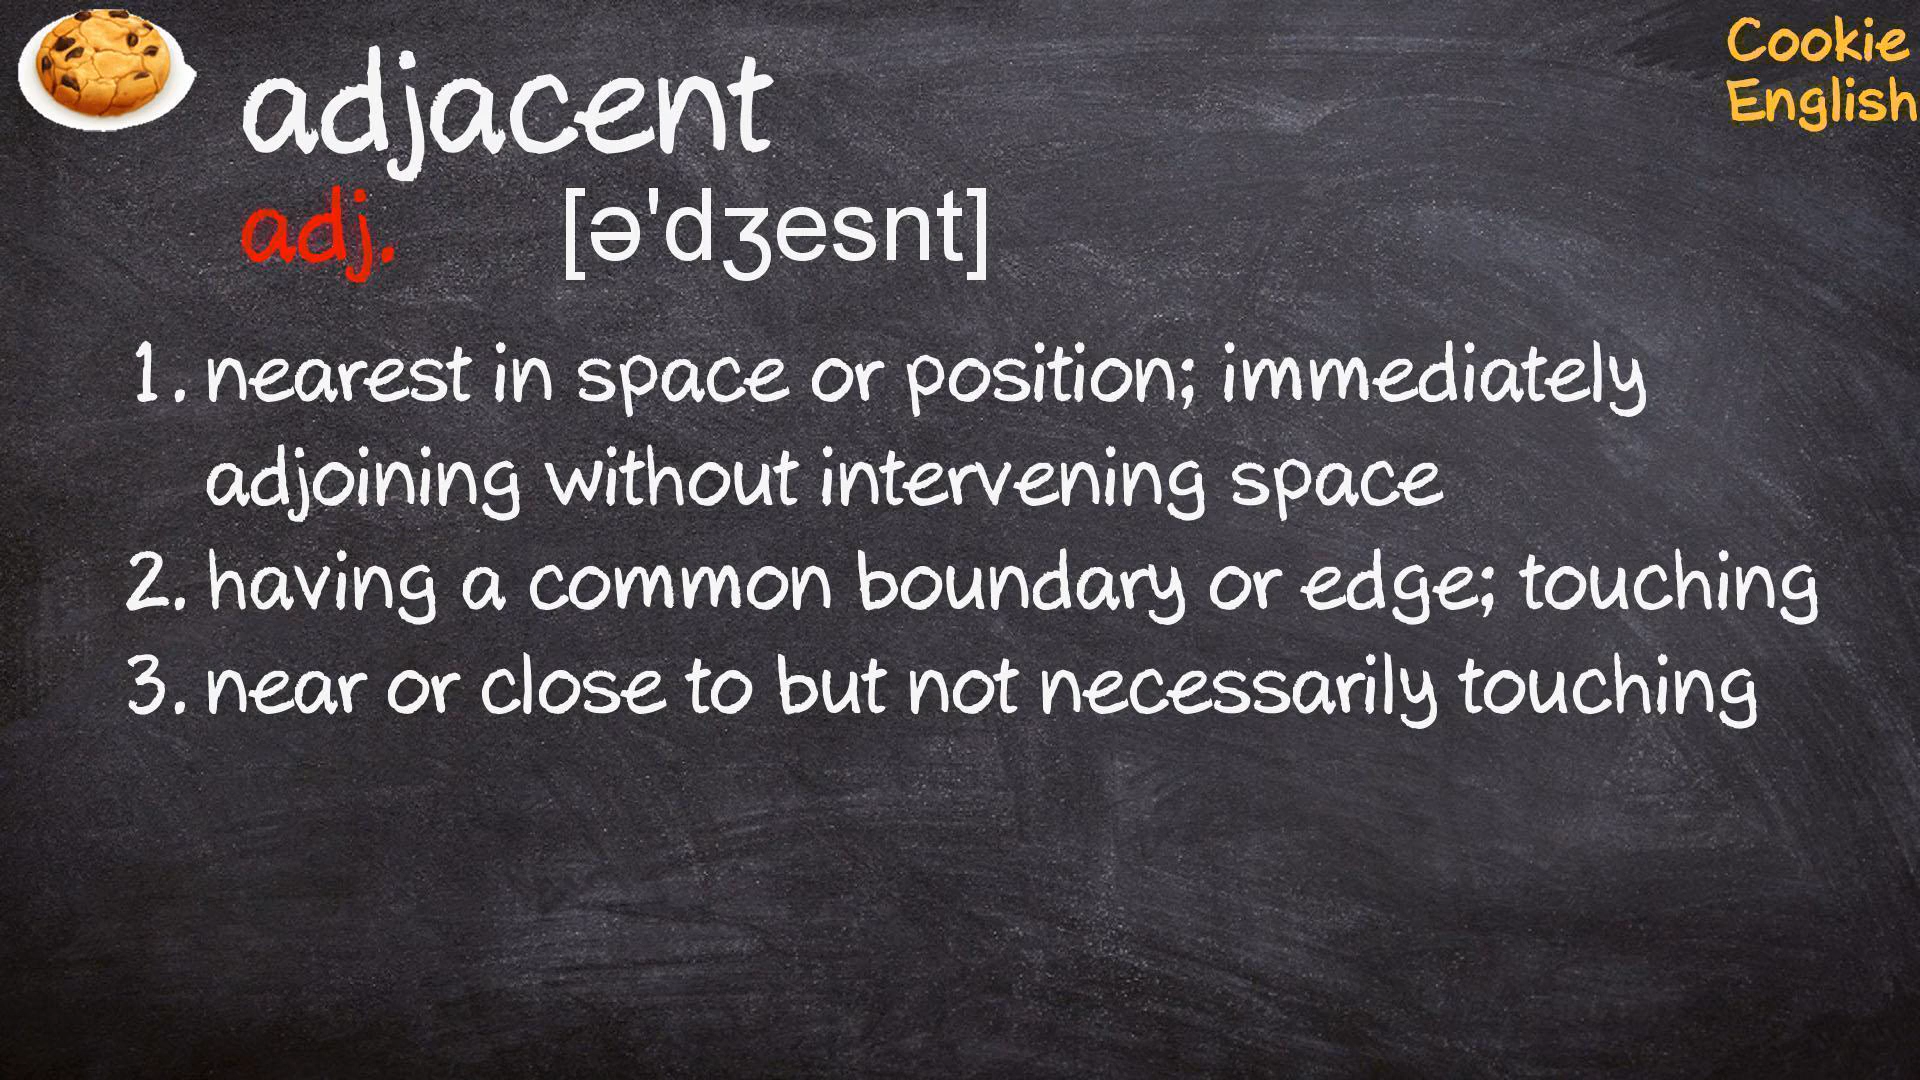 Cookie
English
adjacent
adj. [ə'dʒesnt]
1. nearest in space or position; immediately
adjoining without intervening space
2. having a common boundary or edge; touching
3. near or close to but not necessarily touching